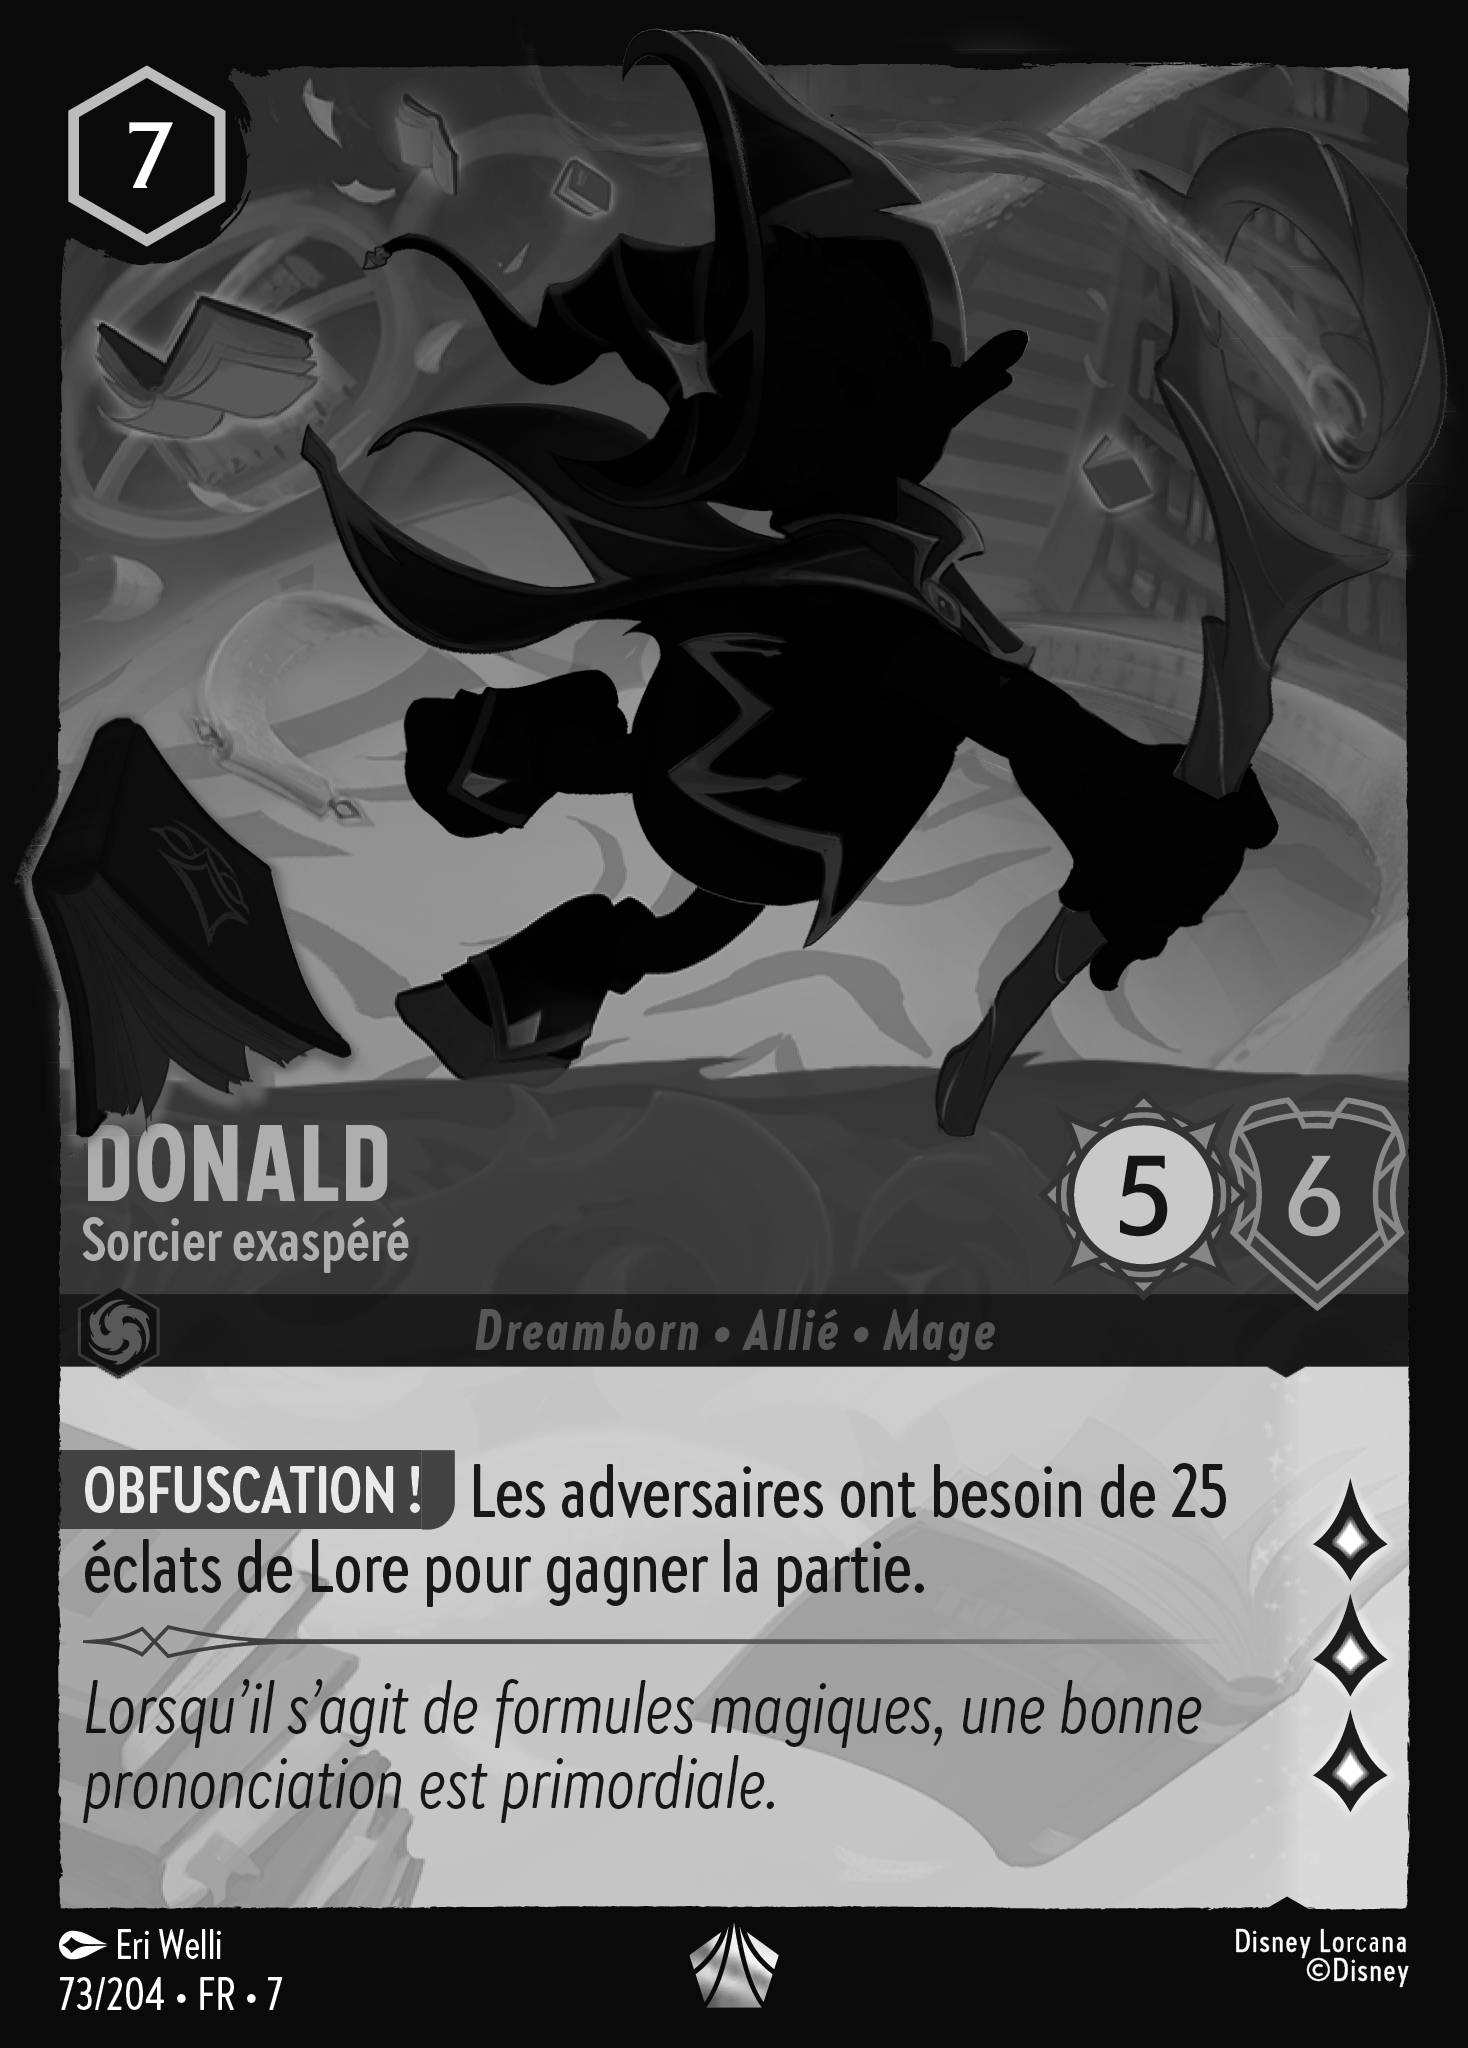 7
DONALD
Sorcier exaspéré
5
6
Dreamborn • Allié • Mage
OBFUSCATION ! Les adversaires ont besoin de 25
éclats de Lore pour gagner la partie.
Lorsqu’il s’agit de formules magiques, une bonne
prononciation est primordiale.
Eri Welli
73/204 • FR • 7
Disney Lorcana
©Disney